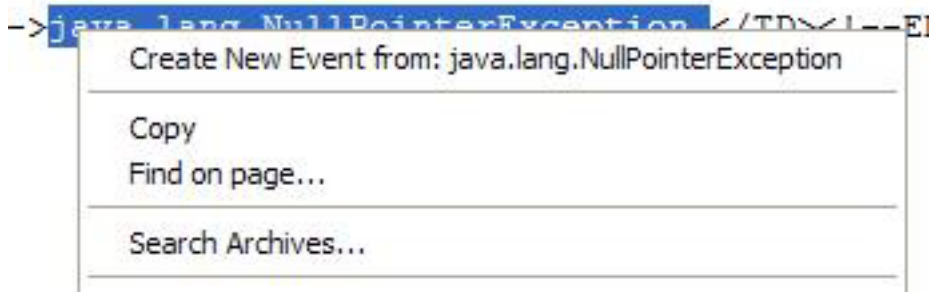 ->java.lang.NullPointerException </TD><!--E
Create New Event from: java.lang.NullPointerException
Copy
Find on page...
Search Archives...